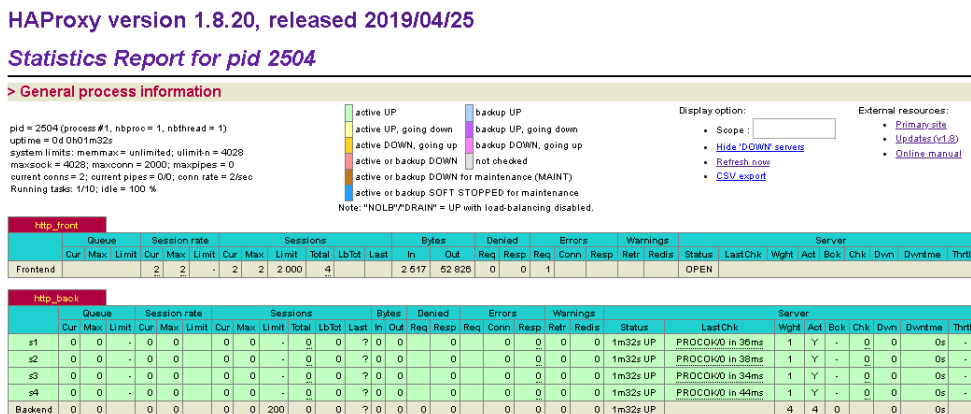 HAProxy version 1.8.20, released 2019/04/25
Statistics Report for pid 2504
> General process information
pid = 2504 (process #1, nbproc = 1, nbthread = 1)
uptime = 0d 0h01m32s
system limits: memmax = unlimited; ulimit-n = 4028
maxsock = 4028; maxconn = 2000; maxpipes = 0
current conns = 2; current pipes = 0/0; conn rate = 2/sec
Running tasks: 1/10; idle = 100 %
active UP backup UP
active UP, going down backup UP, going down
active DOWN, going up backup DOWN, going up
active or backup DOWN not checked
active or backup DOWN for maintenance (MAINT)
active or backup SOFT STOPPED for maintenance
Note: "NOLB"/"DRAIN" = UP with load-balancing disabled.
Display option:
• Scope :
• Hide 'DOWN' servers
• Refresh now
• CSV export
External resources:
• Primary site
• Updates (v1.8)
• Online manual
http_front
Queue Session rate Sessions Bytes Denied Errors Warnings Server
Cur Max Limit Cur Max Limit Cur Max Limit Total LbTot Last In Out Req Resp Req Conn Resp Retr Redis Status LastChk Wght Act Bck Chk Dwn Dwntme Thrtl
Frontend 2 2 - 2 2 2 000 4 2 517 52 826 0 0 1 OPEN
http_back
Queue Session rate Sessions Bytes Denied Errors Warnings Server
Cur Max Limit Cur Max Limit Cur Max Limit Total LbTot Last In Out Req Resp Req Conn Resp Retr Redis Status LastChk Wght Act Bck Chk Dwn Dwntme Thrtl
s1 0 0 - 0 0 0 0 - 0 0 ? 0 0 0 0 0 0 0 1m32s UP PROCOK/0 in 36ms 1 Y - 0 0 0s -
s2 0 0 - 0 0 0 0 - 0 0 ? 0 0 0 0 0 0 0 1m32s UP PROCOK/0 in 38ms 1 Y - 0 0 0s -
s3 0 0 - 0 0 0 0 - 0 0 ? 0 0 0 0 0 0 0 1m32s UP PROCOK/0 in 34ms 1 Y - 0 0 0s -
s4 0 0 - 0 0 0 0 - 0 0 ? 0 0 0 0 0 0 0 1m32s UP PROCOK/0 in 44ms 1 Y - 0 0 0s -
Backend 0 0 0 0 0 0 200 0 0 ? 0 0 0 0 0 0 0 0 1m32s UP 4 4 0 0 0s